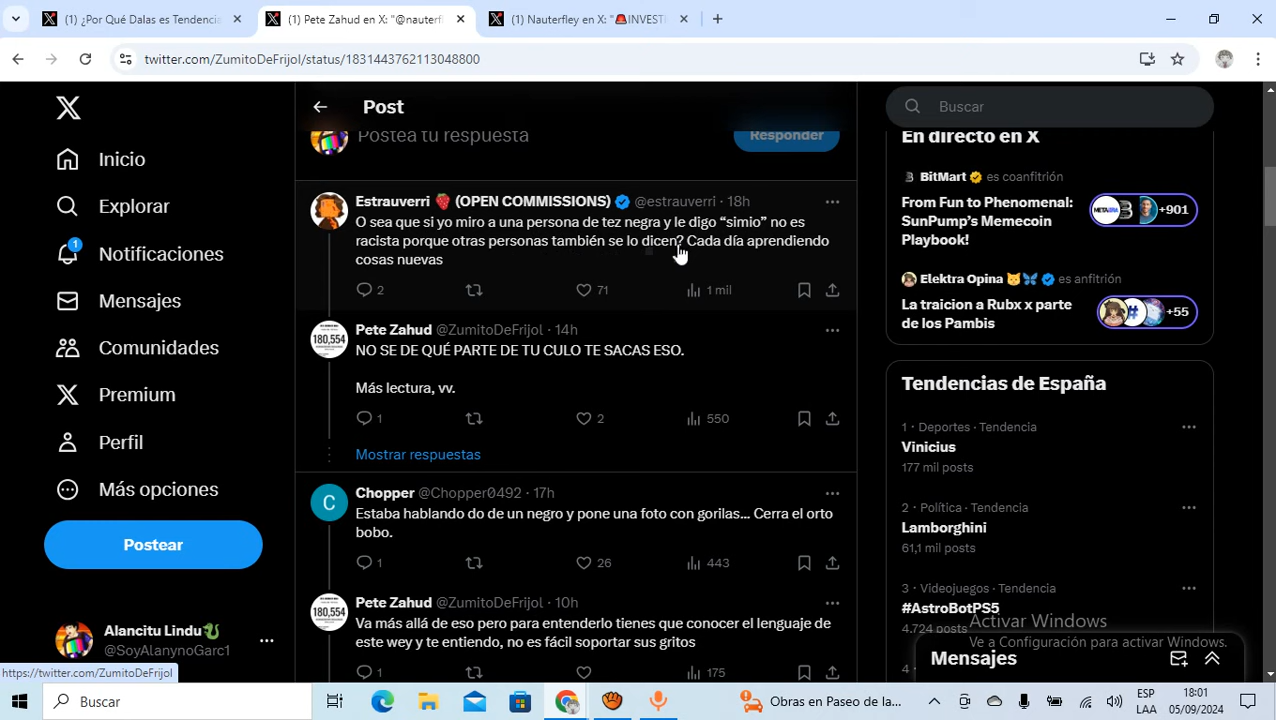 (1) ¿Por Qué Dalas es Tendencia
(1) Pete Zahud en X: "@nauterf
(1) Nauterfley en X: "🚨INVEST
twitter.com/ZumitoDeFrijol/status/1831443762113048800
Inicio
Explorar
1
Notificaciones
Mensajes
Comunidades
Premium
Perfil
Más opciones
Postear
Alancitu Lindu🐉
@SoyAlanynoGarc1
https://twitter.com/ZumitoDeFrijol
Post
Postea tu respuesta
Responder
Estrauverri 🍓 (OPEN COMMISSIONS) @estrauverri · 18h
O sea que si yo miro a una persona de tez negra y le digo “simio” no es
racista porque otras personas también se lo dicen? Cada día aprendiendo
cosas nuevas
2 71 1 mil
180,554
Pete Zahud @ZumitoDeFrijol · 14h
NO SE DE QUÉ PARTE DE TU CULO TE SACAS ESO.
Más lectura, vv.
1 2 550
Mostrar respuestas
C
Chopper @Chopper0492 · 17h
Estaba hablando do de un negro y pone una foto con gorilas... Cerra el orto
bobo.
1 26 443
180,554
Pete Zahud @ZumitoDeFrijol · 10h
Va más allá de eso pero para entenderlo tienes que conocer el lenguaje de
este wey y te entiendo, no es fácil soportar sus gritos
1 175
Buscar
En directo en X
BitMart es coanfitrión
From Fun to Phenomenal:
SunPump’s Memecoin
Playbook!
+901
Elektra Opina 😼🦋 es anfitrión
La traicion a Rubx x parte
de los Pambis
+55
Tendencias de España
1 · Deportes · Tendencia
Vinicius
177 mil posts
2 · Política · Tendencia
Lamborghini
61,1 mil posts
3 · Videojuegos · Tendencia
#AstroBotPS5
4.724 posts
4
Activar Windows
Ve a Configuración para activar Windows.
Mensajes
Buscar
Obras en Paseo de la...
ESP
LAA
18:01
05/09/2024